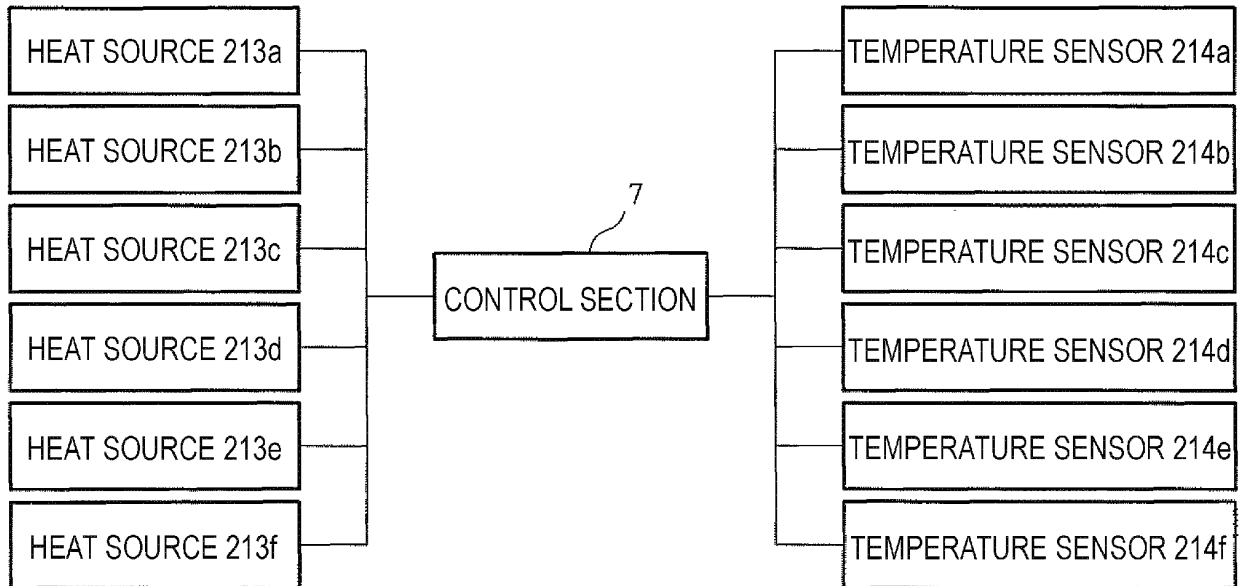 HEAT SOURCE 213a
HEAT SOURCE 213b
HEAT SOURCE 213c
HEAT SOURCE 213d
HEAT SOURCE 213e
HEAT SOURCE 213f
7
CONTROL SECTION
TEMPERATURE SENSOR 214a
TEMPERATURE SENSOR 214b
TEMPERATURE SENSOR 214c
TEMPERATURE SENSOR 214d
TEMPERATURE SENSOR 214e
TEMPERATURE SENSOR 214f